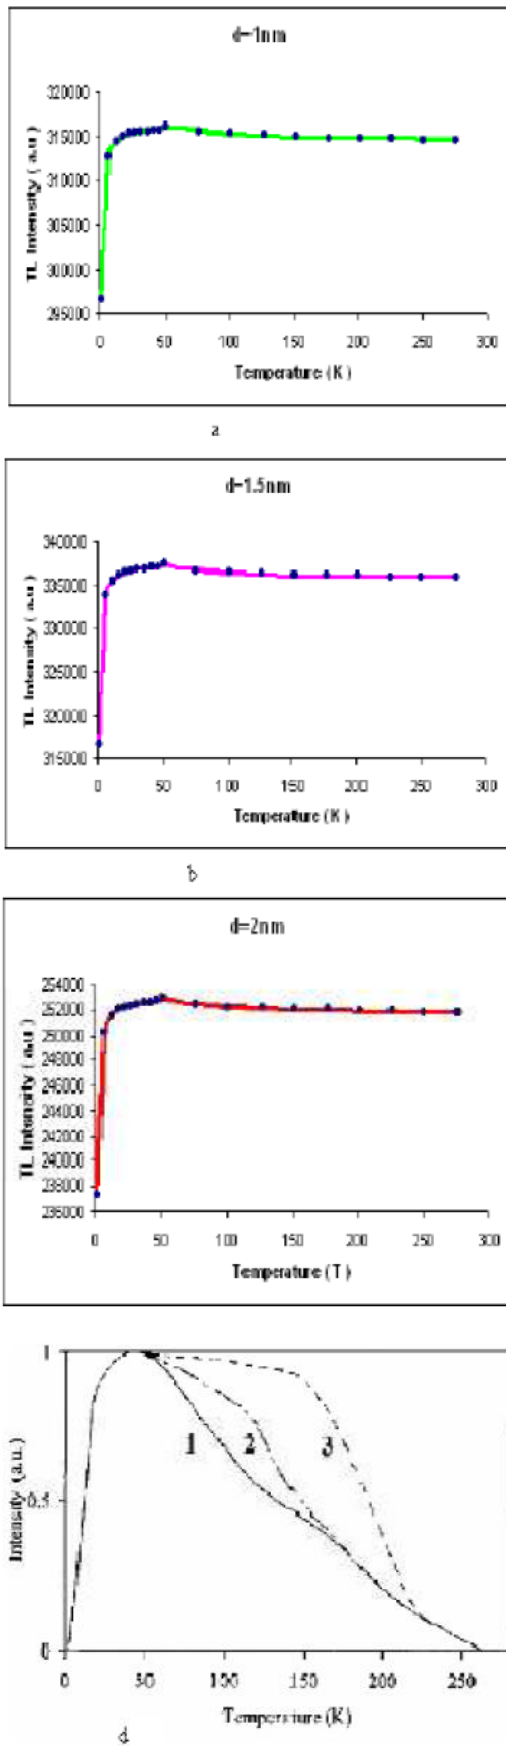 d=1nm
320000
315000
310000
305000
300000
295000
TL Intensity ( a.u )
0 50 100 150 200 250 300
Temperature ( K )
a
d=1.5nm
340000
335000
330000
325000
320000
315000
TL Intensity ( a.u )
0 50 100 150 200 250 300
Temperature ( K )
b
d=2nm
254000
252000
250000
248000
246000
244000
242000
240000
238000
236000
TL Intensity ( a.u )
0 50 100 150 200 250 300
Temperature ( T )
1
0.5
0
Intensity (a.u.)
1 2 3
0 50 100 150 200 250
Temperature (K)
d